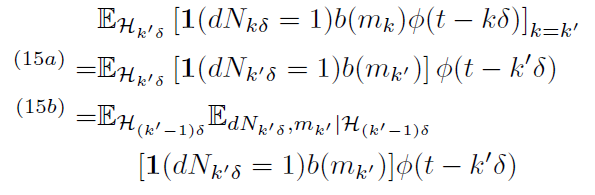 𝔼_{ℋ_{k′δ}} [𝟏(dN_{kδ} = 1)b(m_k)ϕ(t − kδ)]_{k=k′}
(15a) =𝔼_{ℋ_{k′δ}} [𝟏(dN_{k′δ} = 1)b(m_{k′})] ϕ(t − k′δ)
(15b) =𝔼_{ℋ_{(k′−1)δ}}𝔼_{dN_{k′δ},m_{k′}|ℋ_{(k′−1)δ}}
[𝟏(dN_{k′δ} = 1)b(m_{k′})]ϕ(t − k′δ)